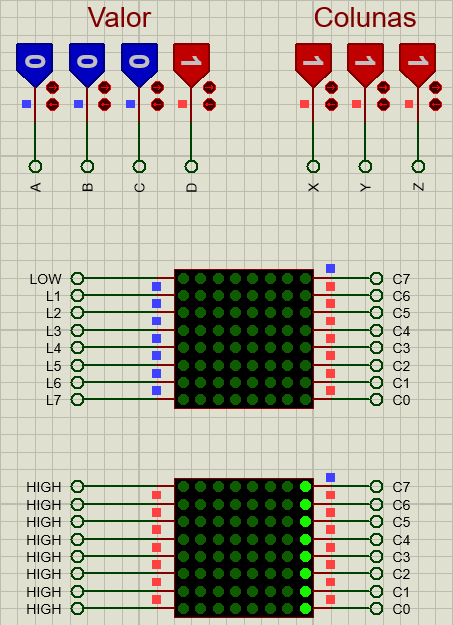 Valor Colunas
0 0 0 1 1 1 1
A B C D X Y Z
LOW C7
L1 C6
L2 C5
L3 C4
L4 C3
L5 C2
L6 C1
L7 C0
HIGH C7
HIGH C6
HIGH C5
HIGH C4
HIGH C3
HIGH C2
HIGH C1
HIGH C0